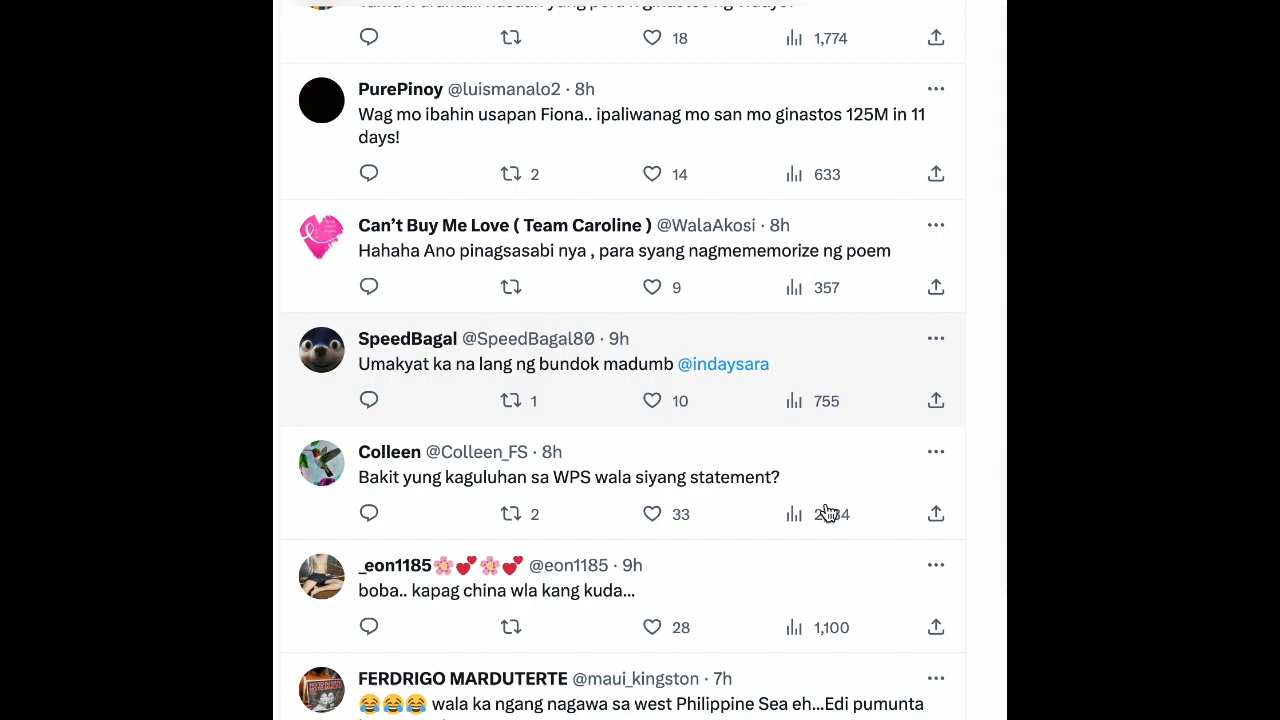 18 1,774
PurePinoy @luismanalo2 · 8h
Wag mo ibahin usapan Fiona.. ipaliwanag mo san mo ginastos 125M in 11
days!
2 14 633
Can't Buy Me Love ( Team Caroline ) @WalaAkosi · 8h
Hahaha Ano pinagsasabi nya , para syang nagmememorize ng poem
9 357
SpeedBagal @SpeedBagal80 · 9h
Umakyat ka na lang ng bundok madumb @indaysara
1 10 755
Colleen @Colleen_FS · 8h
Bakit yung kaguluhan sa WPS wala siyang statement?
2 33
_eon1185🌸💕🌸💕 @eon1185 · 9h
boba.. kapag china wla kang kuda...
28 1,100
FERDRIGO MARDUTERTE @maui_kingston · 7h
😂😂😂 wala ka ngang nagawa sa west Philippine Sea eh...Edi pumunta